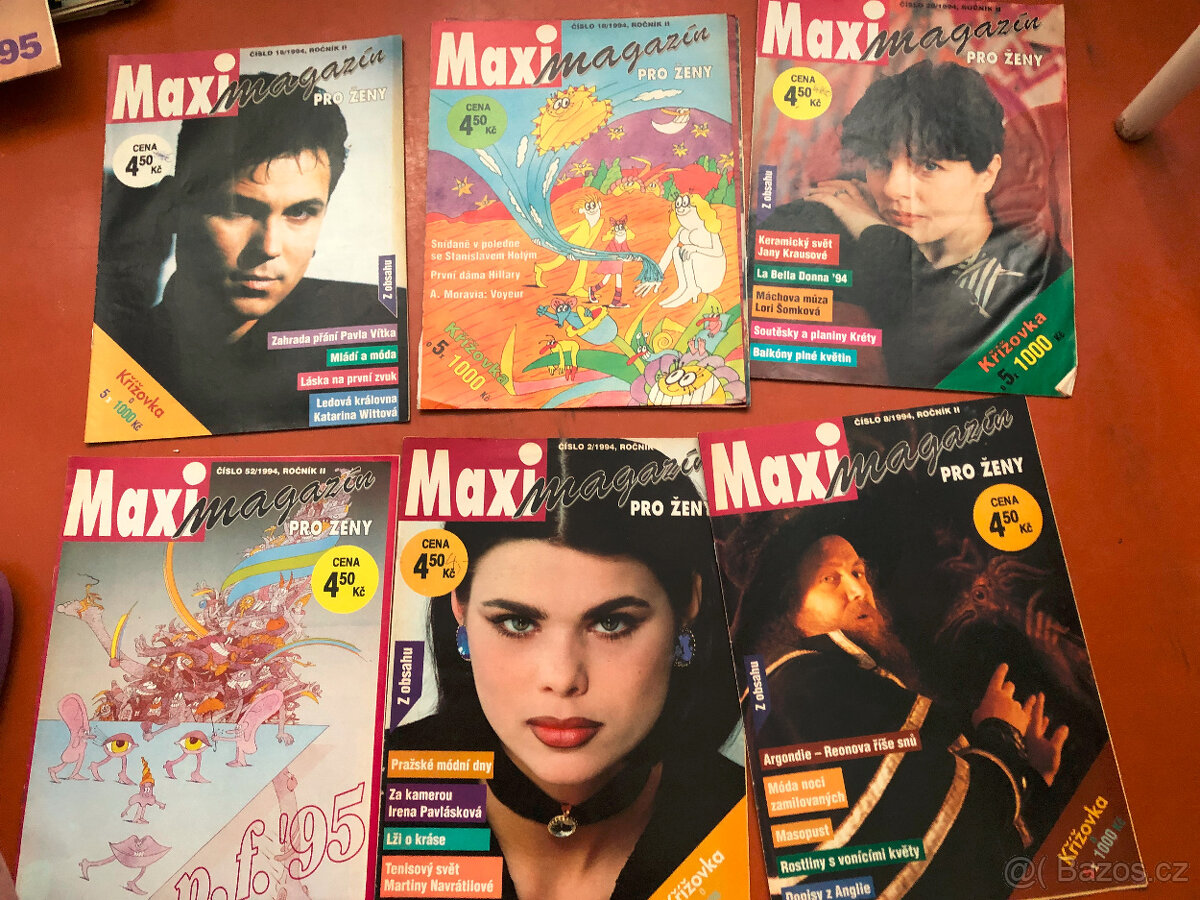 '95
ČÍSLO 18/1994, ROČNÍK II
Maxi
magazín
PRO ŽENY
CENA
4 50 Kč
Z obsahu
Zahrada přání Pavla Vítka
Mládí a móda
Láska na první zvuk
Ledová královna
Katarina Wittová
Křížovka
o
5x 1000 Kč
ČÍSLO 18/1994, ROČNÍK II
Maxi
magazín
PRO ŽENY
CENA
4 50 Kč
Snídaně v poledne
se Stanislavem Holým
První dáma Hillary
A. Moravia: Voyeur
Křížovka
o 5x 1000 Kč
ČÍSLO 20/1994, ROČNÍK II
Maxi
magazín
PRO ŽENY
CENA
4 50 Kč
Z obsahu
Keramický svět
Jany Krausové
La Bella Donna '94
Máchova múza
Lori Šomková
Soutěsky a planiny Kréty
Balkóny plné květin
Křížovka
o 5x 1000 Kč
ČÍSLO 52/1994, ROČNÍK II
Maxi
magazín
PRO ŽENY
CENA
4 50 Kč
p.f.'95
ČÍSLO 2/1994, ROČNÍK
Maxi
magazín
PRO ŽEN
CENA
4 50 Kč
Z obsahu
Pražské módní dny
Za kamerou
Irena Pavlásková
Lži o kráse
Tenisový svět
Martiny Navrátilové
Křížovka
o
ČÍSLO 8/1994, ROČNÍK II
Maxi
magazín
PRO ŽENY
CENA
4 50 Kč
Z obsahu
Argondie – Reonova říše snů
Móda noci
zamilovaných
Masopust
Rostliny s vonícími květy
Dopisy z Anglie
Křížovka
1000 Kč
@( Bazos.cz